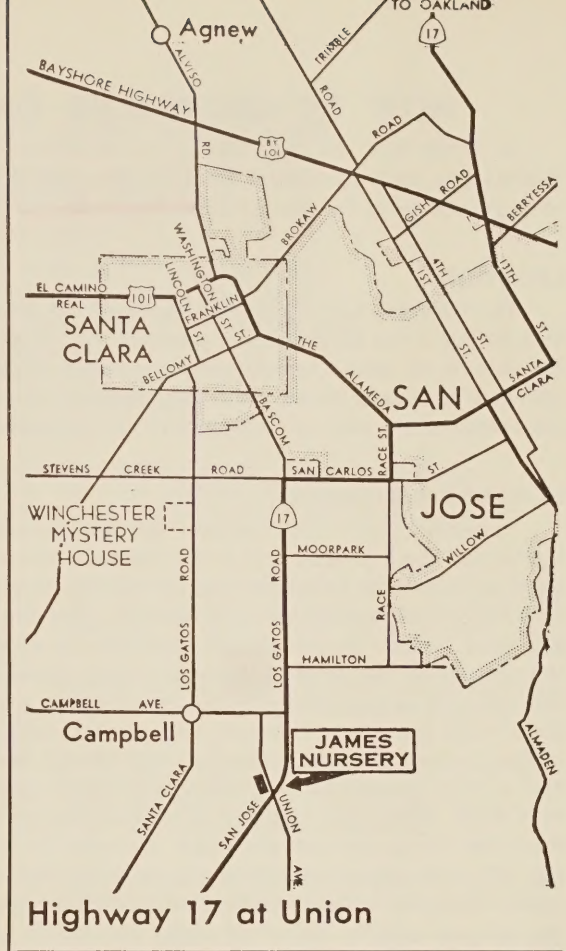 TO OAKLAND
17
Agnew
TRIMBLE
ROAD
ALVISO
RD
BAYSHORE HIGHWAY
BY 101
ROAD
BROKAW
GISH ROAD
BERRYESSA
WASHINGTON
ST.
LINCOLN
ST
FRANKLIN
ST.
EL CAMINO
REAL
101
SANTA
CLARA
BELLOMY
THE
ALAMEDA
1ST
ST.
4TH
ST.
13TH
ST.
SANTA
CLARA
SAN
JOSE
BASCOM
RACE ST.
STEVENS CREEK ROAD
SAN CARLOS ST
17
WINCHESTER
MYSTERY
HOUSE
MOORPARK
WILLOW
ROAD
LOS GATOS
ROAD
LOS GATOS
RACE
HAMILTON
CAMPBELL AVE.
Campbell
JAMES
NURSERY
ALMADEN
SANTA CLARA
SAN JOSE
UNION
AVE.
Highway 17 at Union